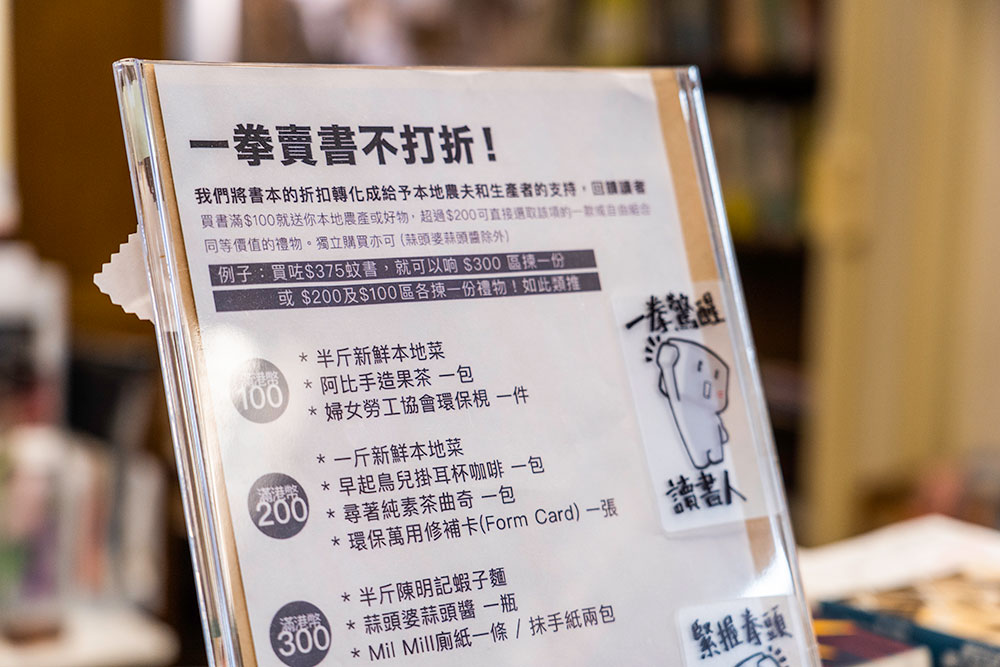 一拳賣書不打折！
我們將書本的折扣轉化成給予本地農夫和生產者的支持，回饋讀者
買書滿$100就送你本地農產或好物，超過$200可直接選取該項的一款或自由組合
同等價值的禮物。獨立購買亦可 (蒜頭婆蒜頭醬除外)
例子：買咗$375蚊書，就可以响 $300 區揀一份
或 $200及$100區各揀一份禮物！如此類推
滿港幣
100
* 半斤新鮮本地菜
* 阿比手造果茶 一包
* 婦女勞工協會環保梘 一件
滿港幣
200
* 一斤新鮮本地菜
* 早起鳥兒掛耳杯咖啡 一包
* 尋著純素茶曲奇 一包
* 環保萬用修補卡(Form Card) 一張
滿港幣
300
* 半斤陳明記蝦子麵
* 蒜頭婆蒜頭醬 一瓶
* Mil Mill廁紙一條 / 抹手紙兩包
一拳驚醒
讀書人
緊握拳頭